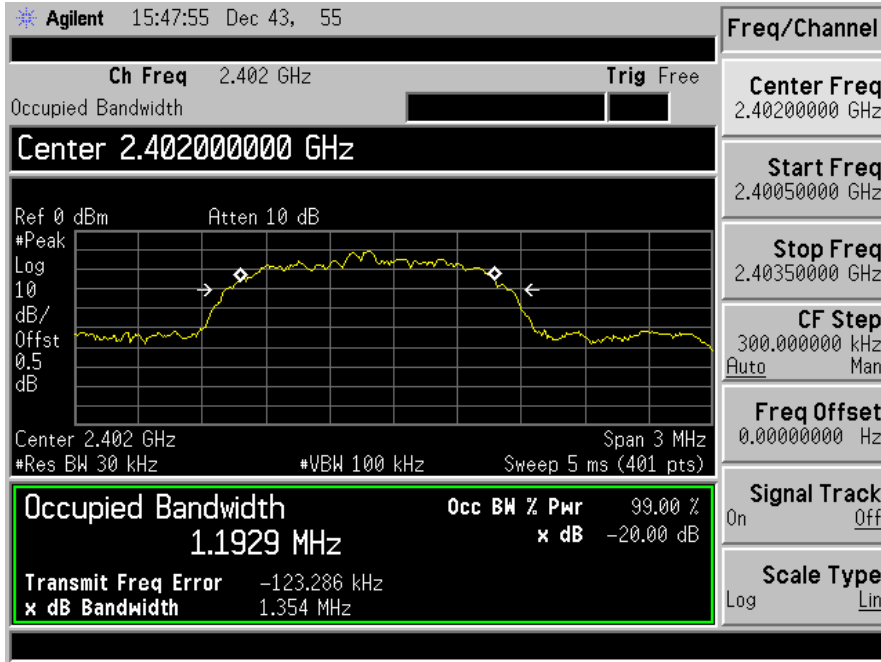 Agilent 15:47:55 Dec 43, 55
Ch Freq 2.402 GHz Trig Free
Occupied Bandwidth
Center 2.402000000 GHz
Ref 0 dBm Atten 10 dB
#Peak
Log
10
dB/
Offst
0.5
dB
Center 2.402 GHz Span 3 MHz
#Res BW 30 kHz #VBW 100 kHz Sweep 5 ms (401 pts)
Occupied Bandwidth Occ BW % Pwr 99.00 %
1.1929 MHz x dB -20.00 dB
Transmit Freq Error -123.286 kHz
x dB Bandwidth 1.354 MHz
Freq/Channel
Center Freq
2.40200000 GHz
Start Freq
2.40050000 GHz
Stop Freq
2.40350000 GHz
CF Step
300.000000 kHz
Auto Man
Freq Offset
0.00000000 Hz
Signal Track
On Off
Scale Type
Log Lin